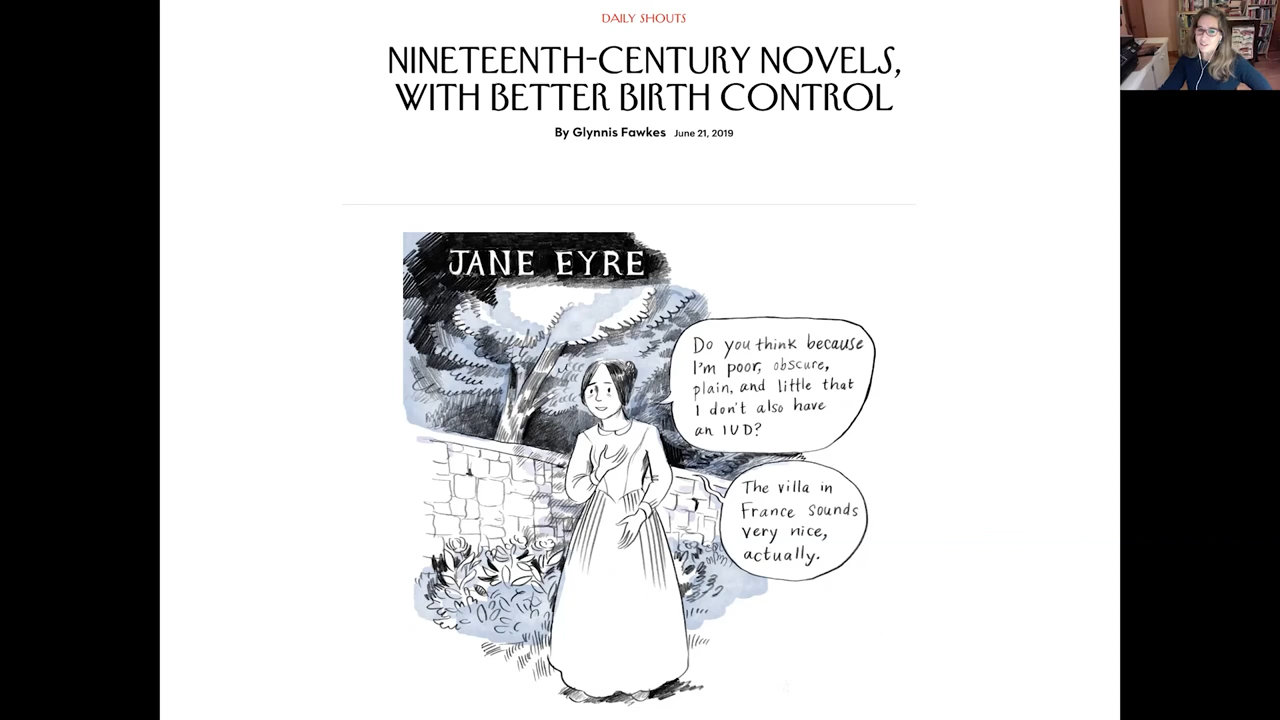 DAILY SHOUTS
NINETEENTH-CENTURY NOVELS,
WITH BETTER BIRTH CONTROL
By Glynnis Fawkes June 21, 2019
JANE EYRE
Do you think because
I'm poor, obscure,
plain, and little that
I don't also have
an IUD?
The villa in
France sounds
very nice,
actually.